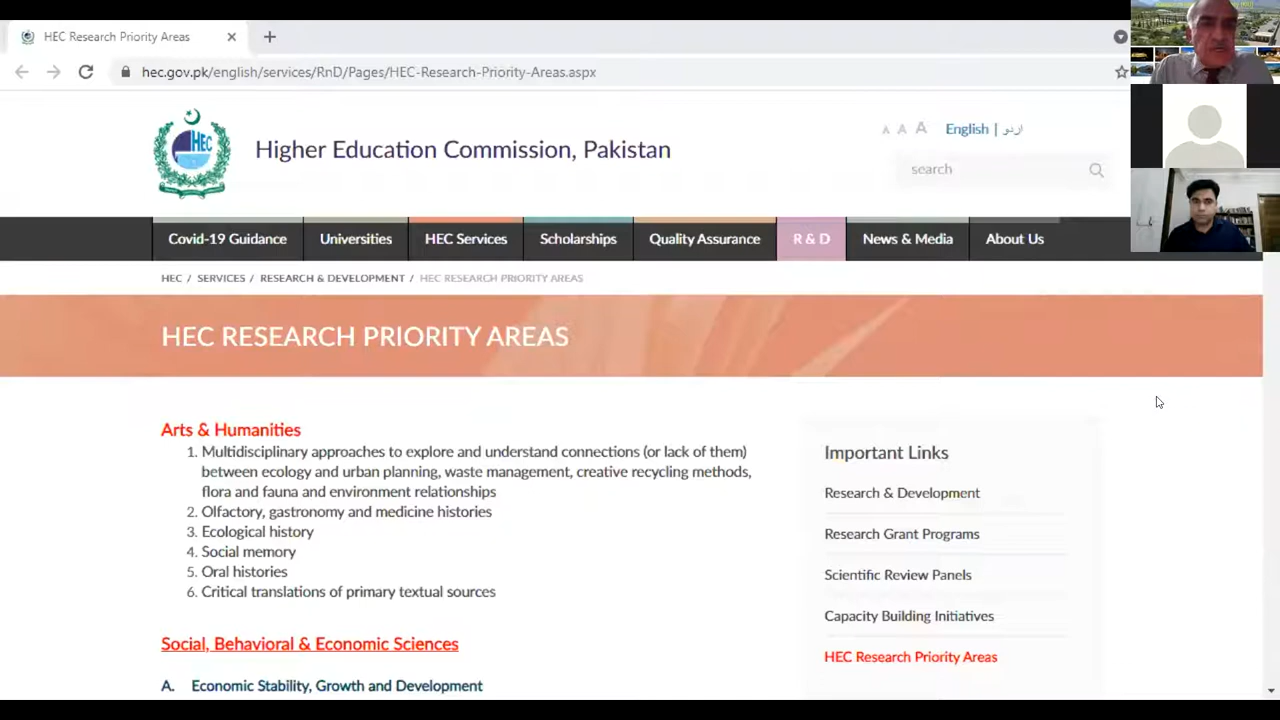 HEC Research Priority Areas
hec.gov.pk/english/services/RnD/Pages/HEC-Research-Priority-Areas.aspx
HEC
Higher Education Commission, Pakistan
A A A English | اردو
search
Covid-19 Guidance Universities HEC Services Scholarships Quality Assurance R & D News & Media About Us
HEC / SERVICES / RESEARCH & DEVELOPMENT / HEC RESEARCH PRIORITY AREAS
HEC RESEARCH PRIORITY AREAS
Arts & Humanities
1. Multidisciplinary approaches to explore and understand connections (or lack of them)
between ecology and urban planning, waste management, creative recycling methods,
flora and fauna and environment relationships
2. Olfactory, gastronomy and medicine histories
3. Ecological history
4. Social memory
5. Oral histories
6. Critical translations of primary textual sources
Social, Behavioral & Economic Sciences
A. Economic Stability, Growth and Development
Important Links
Research & Development
Research Grant Programs
Scientific Review Panels
Capacity Building Initiatives
HEC Research Priority Areas